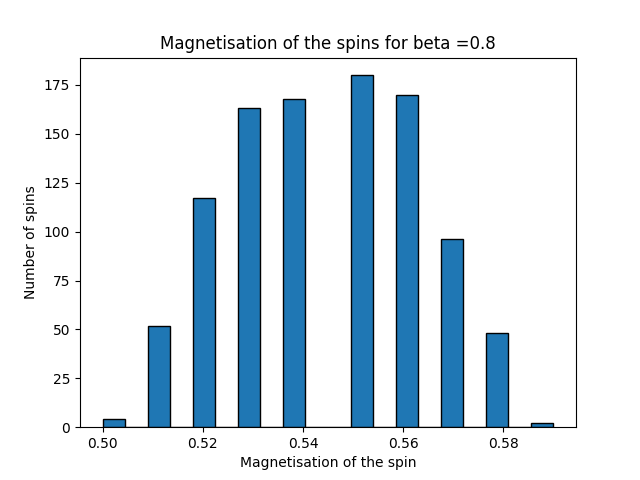 Magnetisation of the spins for beta =0.8
Number of spins
175
150
125
100
75
50
25
0
0.50 0.52 0.54 0.56 0.58
Magnetisation of the spin